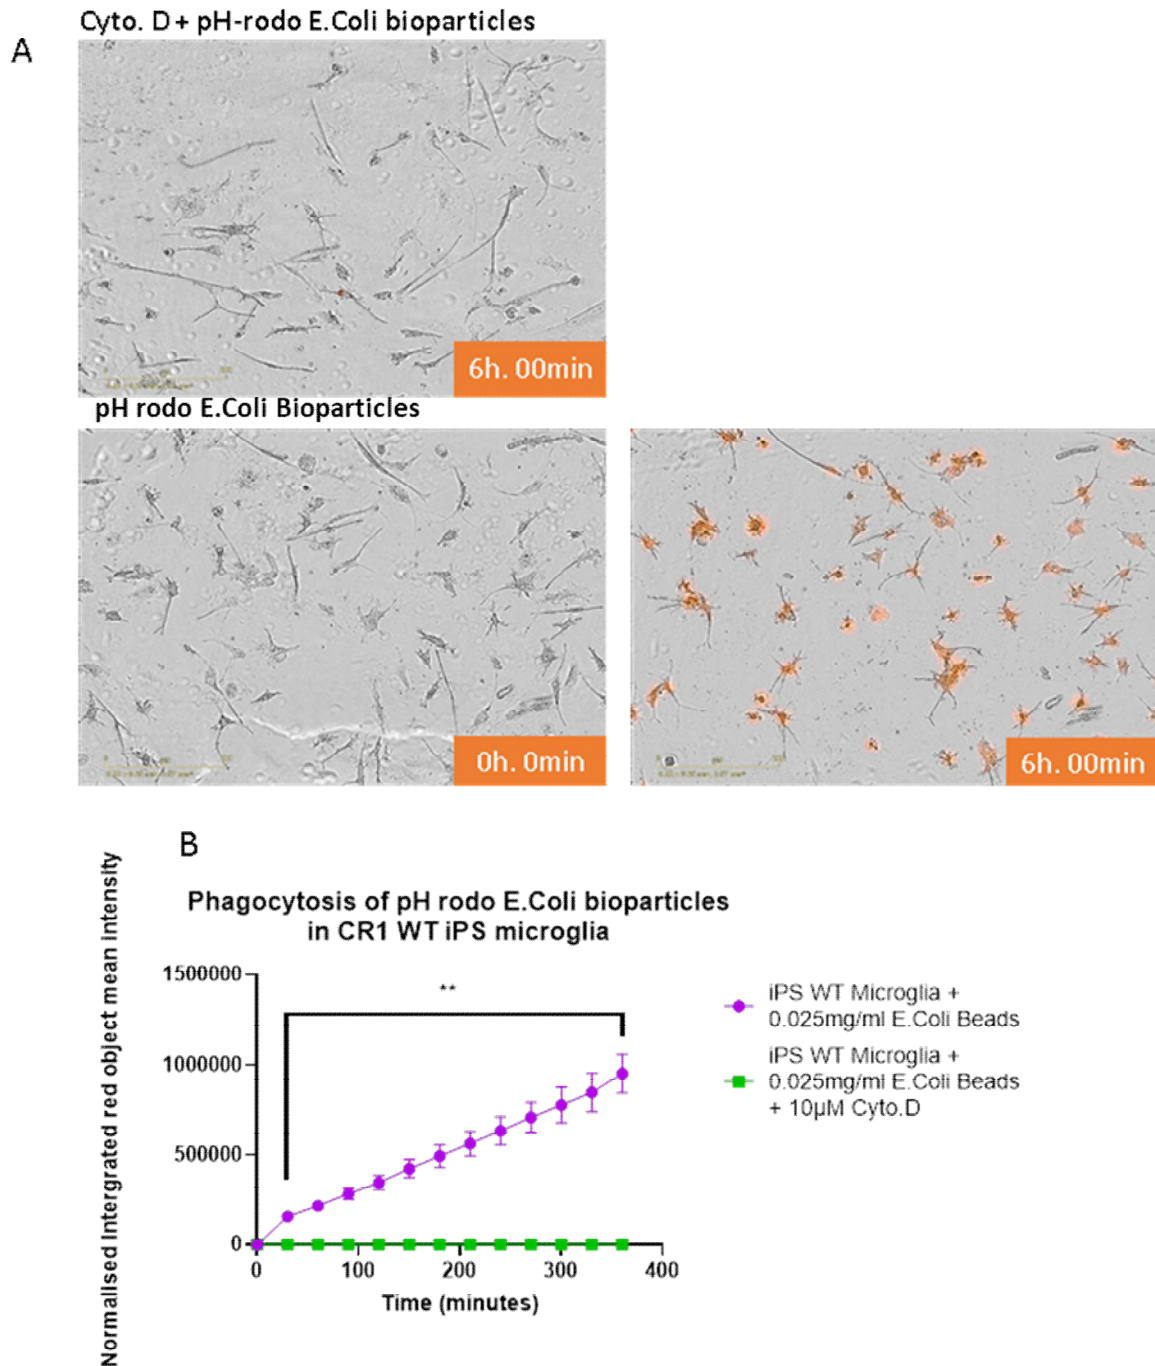 Cyto. D + pH-rodo E.Coli bioparticles
A
6h. 00min
pH rodo E.Coli Bioparticles
0h. 0min
6h. 00min
B
Phagocytosis of pH rodo E.Coli bioparticles
in CR1 WT iPS microglia
Normalised Intergrated red object mean intensity
1500000
1000000
500000
0
**
0
100
200
300
400
Time (minutes)
iPS WT Microglia +
0.025mg/ml E.Coli Beads
iPS WT Microglia +
0.025mg/ml E.Coli Beads
+ 10µM Cyto.D